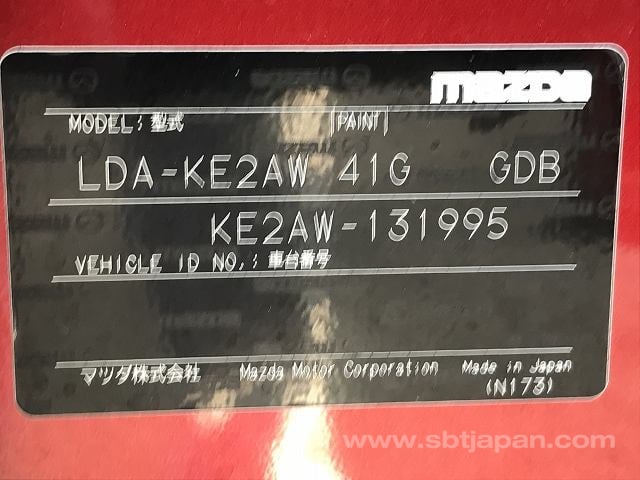 mazda
MODEL: 型式 PAINT
LDA-KE2AW 41G GDB
KE2AW-131995
VEHICLE ID NO.: 車台番号
マツダ株式会社 Mazda Motor Corporation Made in Japan
(N173)
www.sbtjapan.com